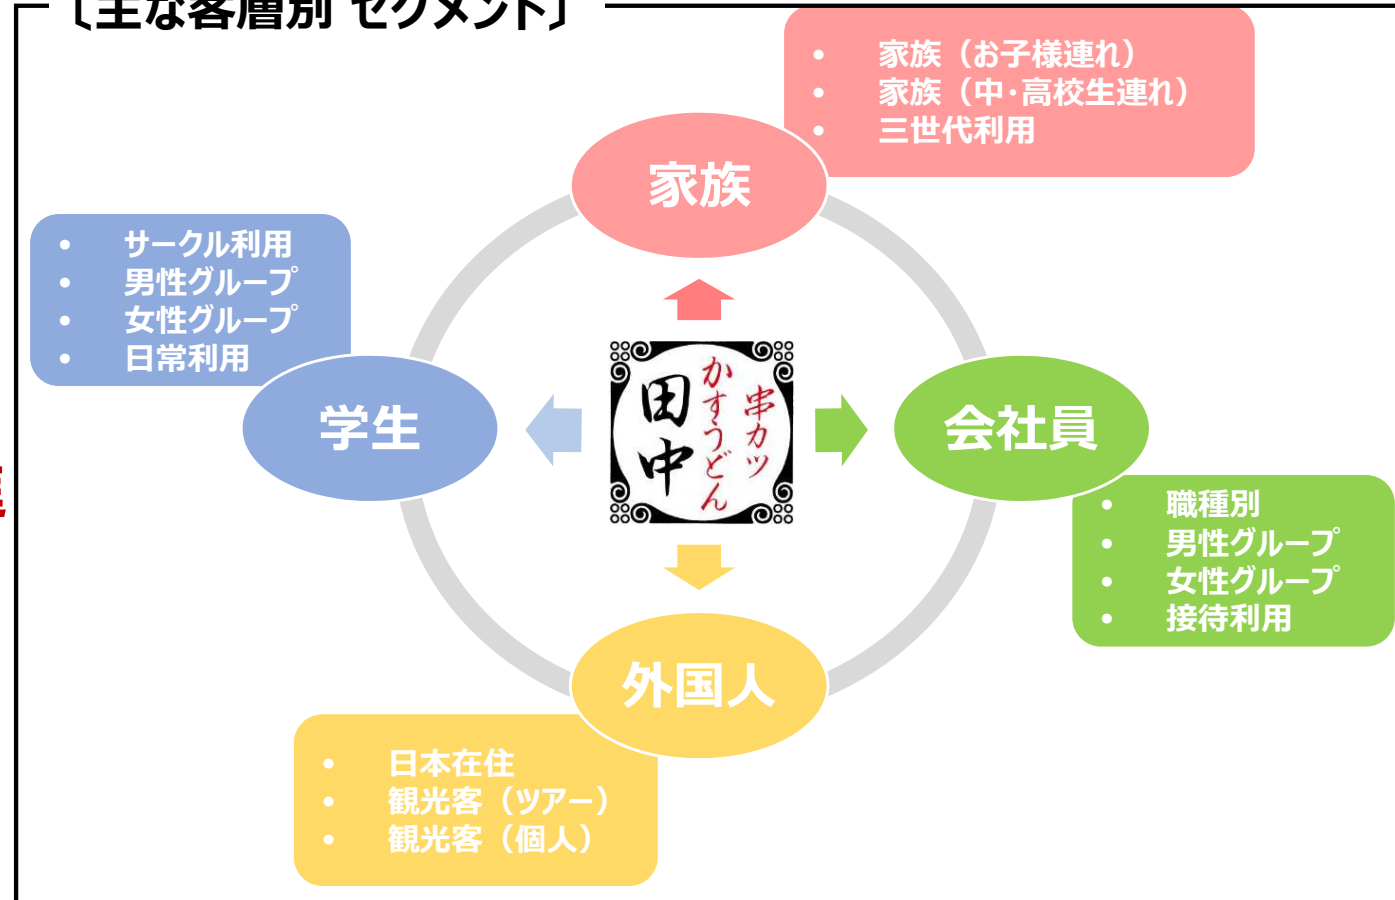 〔主な客層別 セグメント〕
• 家族（お子様連れ）
• 家族（中・高校生連れ）
• 三世代利用
家族
• サークル利用
• 男性グループ
• 女性グループ
• 日常利用
学生
串カツ
かすうどん
田中
会社員
• 職種別
• 男性グループ
• 女性グループ
• 接待利用
外国人
• 日本在住
• 観光客（ツアー）
• 観光客（個人）